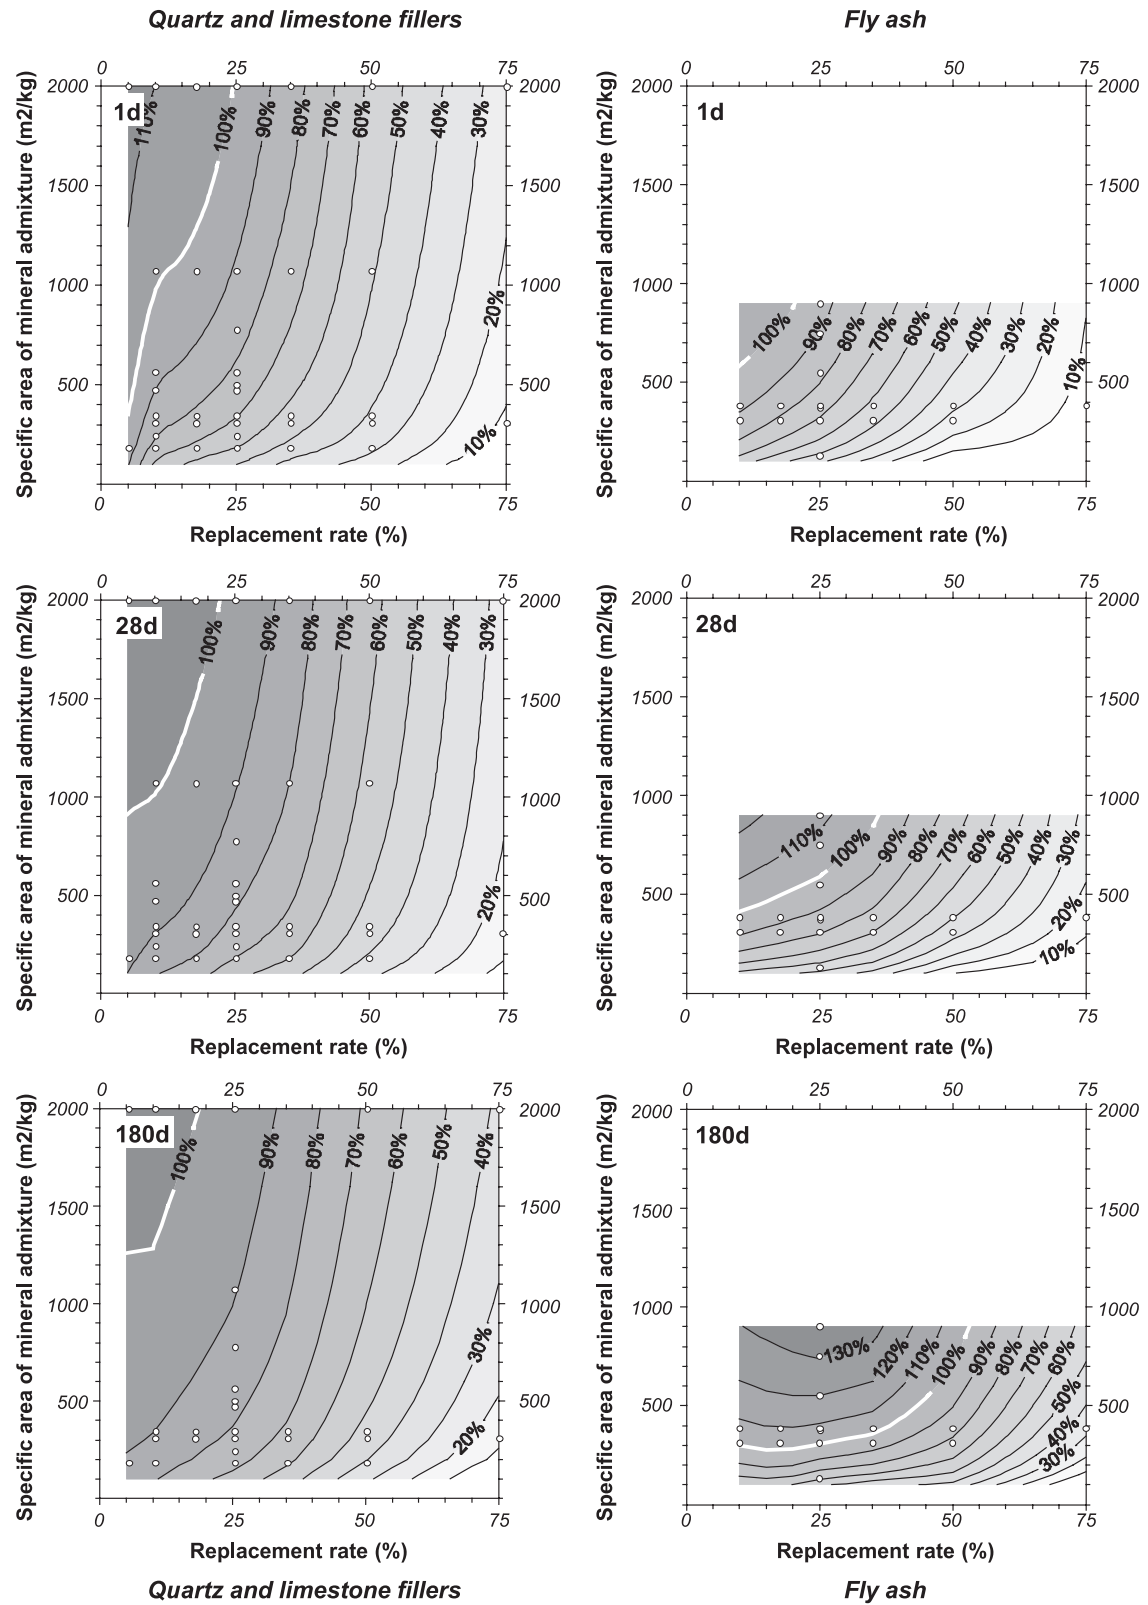 Quartz and limestone fillers
Fly ash
0 25 50 75
2000 2000
1500 1500
1000 1000
500 500
0 25 50 75
1d
110% 100% 90% 80% 70% 60% 50% 40% 30%
20%
10%
Specific area of mineral admixture (m2/kg)
Replacement rate (%)
0 25 50 75
2000 2000
1500 1500
1000 1000
500 500
0 25 50 75
1d
100% 90% 80% 70% 60% 50% 40% 30% 20%
10%
Specific area of mineral admixture (m2/kg)
Replacement rate (%)
0 25 50 75
2000 2000
1500 1500
1000 1000
500 500
0 25 50 75
28d
100% 90% 80% 70% 60% 50% 40% 30%
20%
Specific area of mineral admixture (m2/kg)
Replacement rate (%)
0 25 50 75
2000 2000
1500 1500
1000 1000
500 500
0 25 50 75
28d
110% 100% 90% 80% 70% 60% 50% 40% 30%
20%
10%
Specific area of mineral admixture (m2/kg)
Replacement rate (%)
0 25 50 75
2000 2000
1500 1500
1000 1000
500 500
0 25 50 75
180d
100% 90% 80% 70% 60% 50% 40%
30%
20%
Specific area of mineral admixture (m2/kg)
Replacement rate (%)
0 25 50 75
2000 2000
1500 1500
1000 1000
500 500
0 25 50 75
180d
130% 120% 110% 100% 90% 80% 70% 60%
50%
40%
30%
Specific area of mineral admixture (m2/kg)
Replacement rate (%)
Quartz and limestone fillers
Fly ash